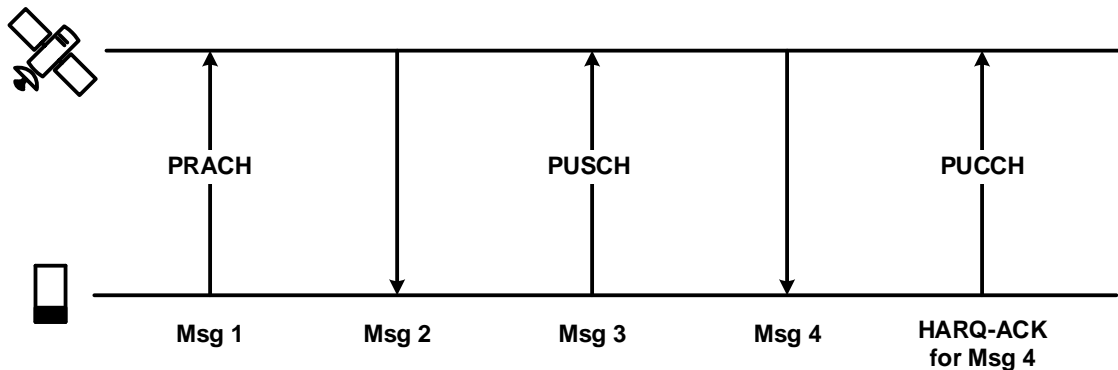 PRACH
PUSCH
PUCCH
Msg 1
Msg 2
Msg 3
Msg 4
HARQ-ACK
for Msg 4